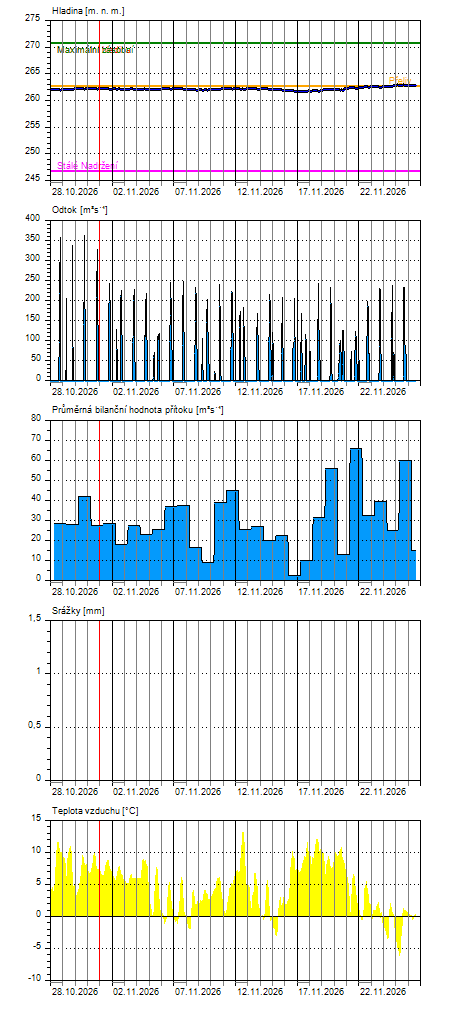 Hladina [m. n. m.]
275
270
Maximální
265
Přeliv
260
255
250
Stálé Nadržení
245
28.10.2026 02.11.2026 07.11.2026 12.11.2026 17.11.2026 22.11.2026
Odtok [m³s⁻¹]
400
350
300
250
200
150
100
50
0
28.10.2026 02.11.2026 07.11.2026 12.11.2026 17.11.2026 22.11.2026
Průměrná bilanční hodnota přítoku [m³s⁻¹]
80
70
60
50
40
30
20
10
0
28.10.2026 02.11.2026 07.11.2026 12.11.2026 17.11.2026 22.11.2026
Srážky [mm]
1,5
1
0,5
0
28.10.2026 02.11.2026 07.11.2026 12.11.2026 17.11.2026 22.11.2026
Teplota vzduchu [°C]
15
10
5
0
-5
-10
28.10.2026 02.11.2026 07.11.2026 12.11.2026 17.11.2026 22.11.2026